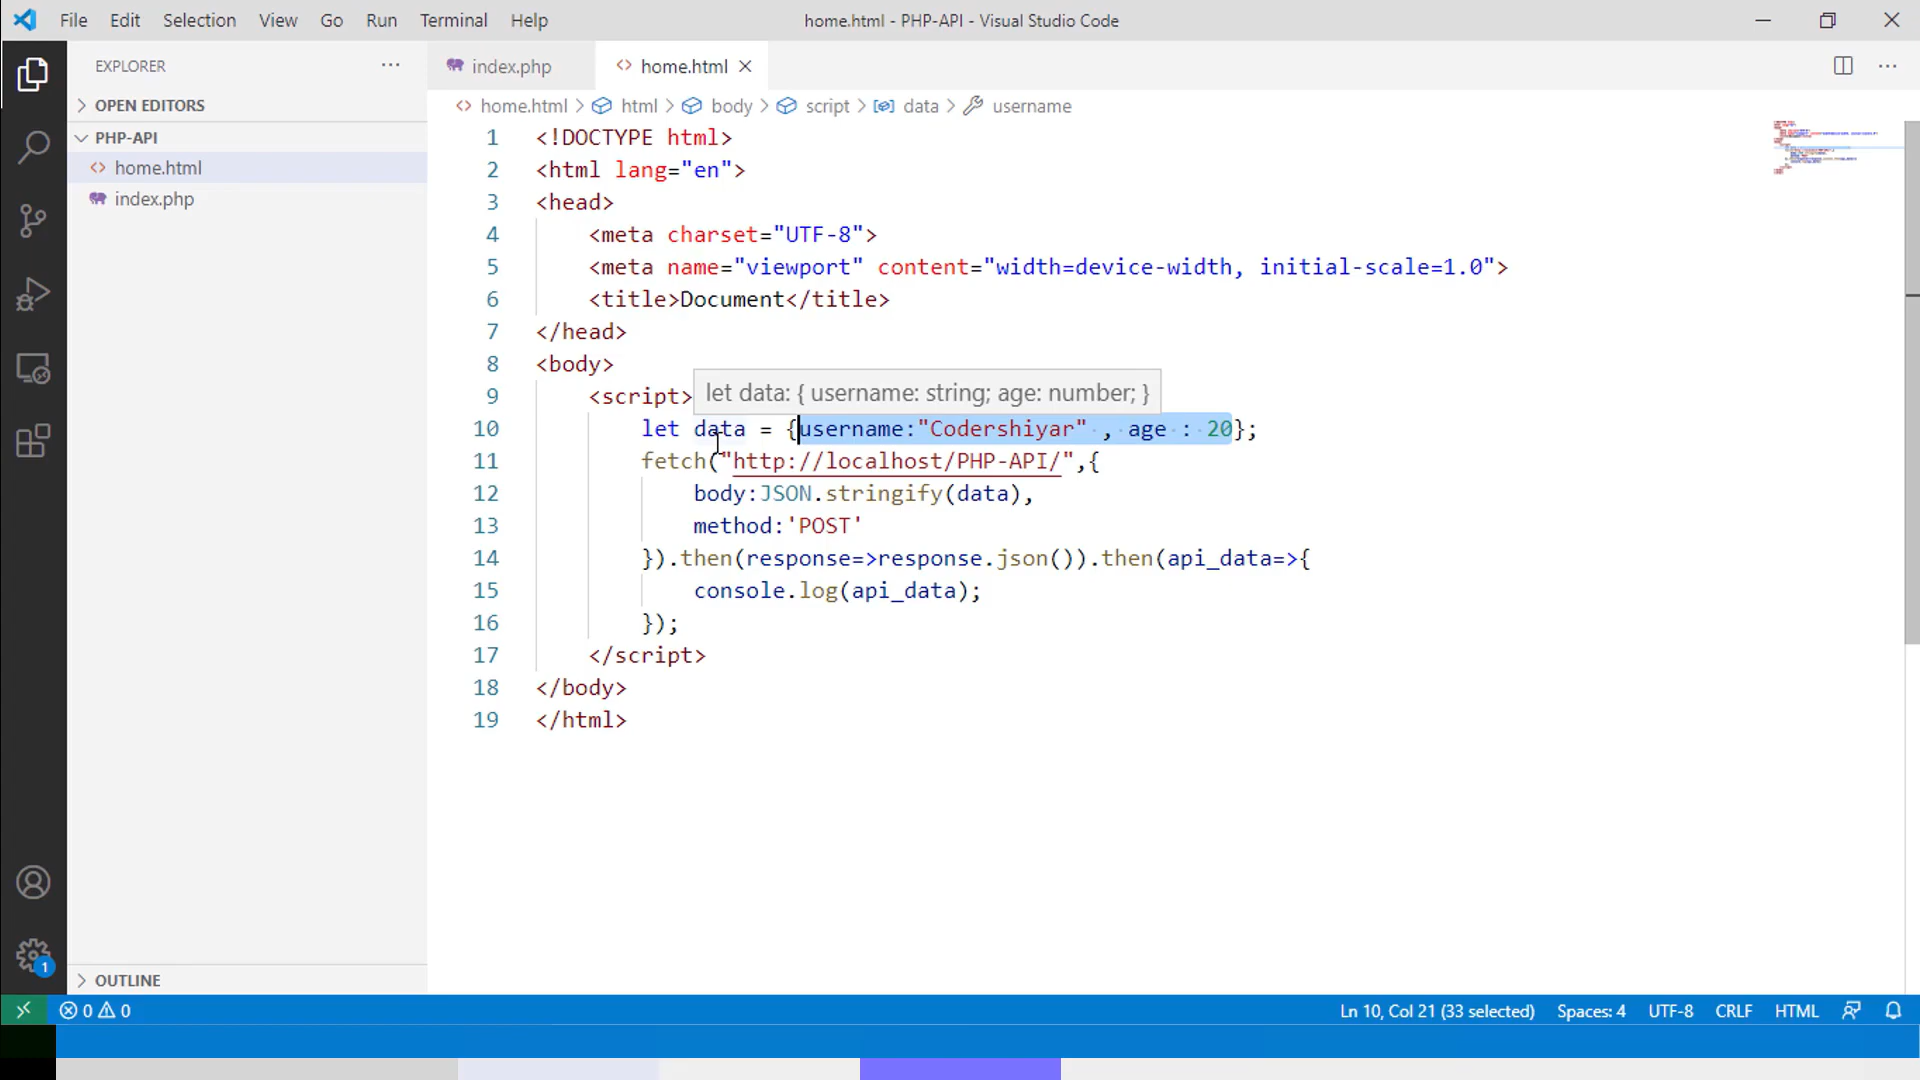 File Edit Selection View Go Run Terminal Help home.html - PHP-API - Visual Studio Code
EXPLORER
OPEN EDITORS
PHP-API
home.html
index.php
OUTLINE
index.php home.html
home.html > html > body > script > data > username
1 <!DOCTYPE html>
2 <html lang="en">
3 <head>
4 <meta charset="UTF-8">
5 <meta name="viewport" content="width=device-width, initial-scale=1.0">
6 <title>Document</title>
7 </head>
8 <body>
9 <script>
let data: { username: string; age: number; }
10 let data = {username:"Codershiyar" , age : 20};
11 fetch("http://localhost/PHP-API/",{
12 body:JSON.stringify(data),
13 method:'POST'
14 }).then(response=>response.json()).then(api_data=>{
15 console.log(api_data);
16 });
17 </script>
18 </body>
19 </html>
1
0 0 Ln 10, Col 21 (33 selected) Spaces: 4 UTF-8 CRLF HTML